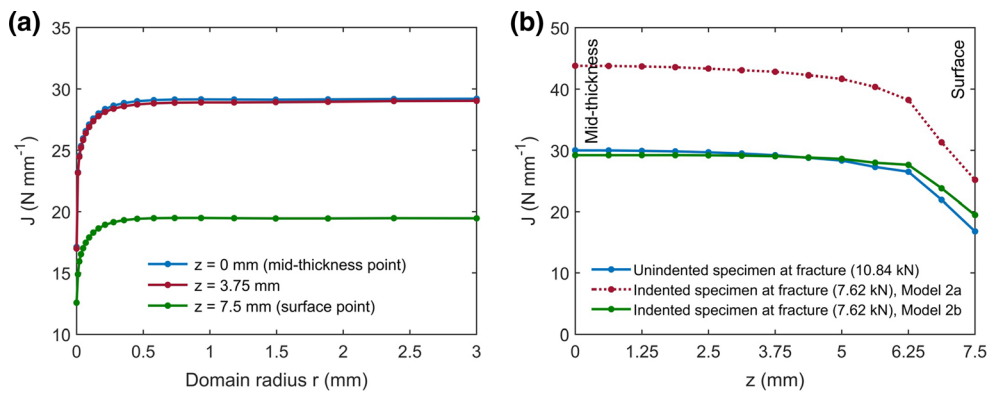 (a)
35
30
25
20
15
10
J (N mm-1)
z = 0 mm (mid-thickness point)
z = 3.75 mm
z = 7.5 mm (surface point)
0 0.5 1 1.5 2 2.5 3
Domain radius r (mm)
(b)
50
40
30
20
10
0
J (N mm-1)
Mid-thickness
Surface
Unindented specimen at fracture (10.84 kN)
Indented specimen at fracture (7.62 kN), Model 2a
Indented specimen at fracture (7.62 kN), Model 2b
0 1.25 2.5 3.75 5 6.25 7.5
z (mm)